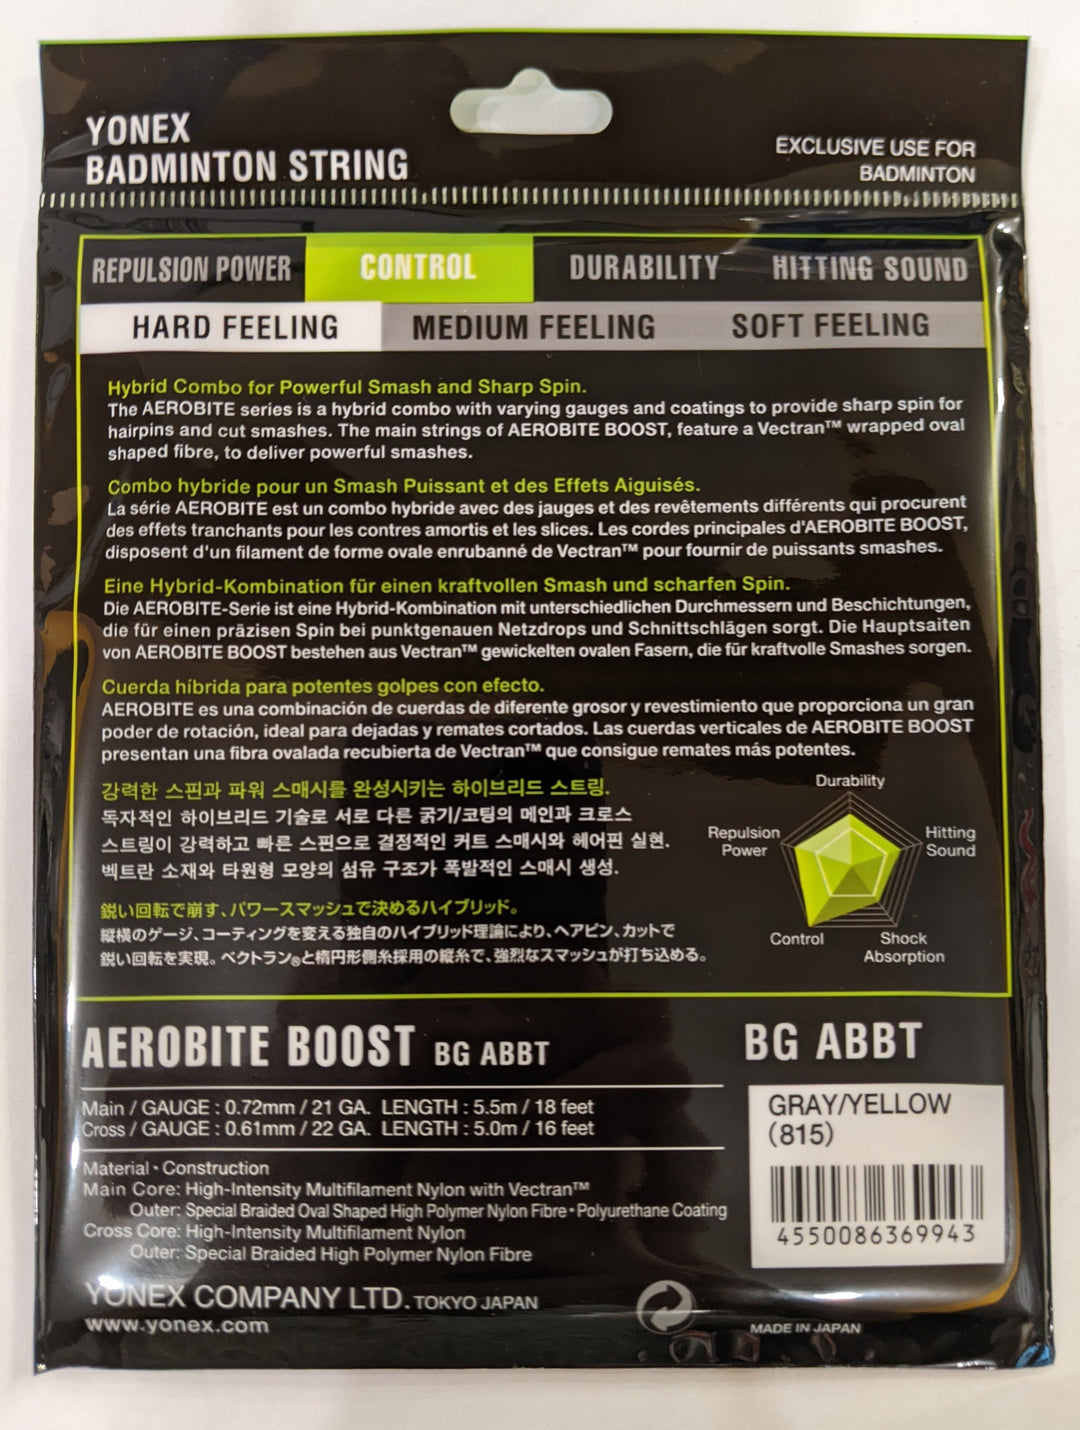 YONEX
BADMINTON STRING
EXCLUSIVE USE FOR
BADMINTON
REPULSION POWER CONTROL DURABILITY HITTING SOUND
HARD FEELING MEDIUM FEELING SOFT FEELING
Hybrid Combo for Powerful Smash and Sharp Spin.
The AEROBITE series is a hybrid combo with varying gauges and coatings to provide sharp spin for
hairpins and cut smashes. The main strings of AEROBITE BOOST, feature a Vectran™ wrapped oval
shaped fibre, to deliver powerful smashes.
Combo hybride pour un Smash Puissant et des Effets Aiguisés.
La série AEROBITE est un combo hybride avec des jauges et des revêtements différents qui procurent
des effets tranchants pour les contres amortis et les slices. Les cordes principales d'AEROBITE BOOST,
disposent d'un filament de forme ovale enrubanné de Vectran™ pour fournir de puissants smashes.
Eine Hybrid-Kombination für einen kraftvollen Smash und scharfen Spin.
Die AEROBITE-Serie ist eine Hybrid-Kombination mit unterschiedlichen Durchmessern und Beschichtungen,
die für einen präzisen Spin bei punktgenauen Netzdrops und Schnittschlägen sorgt. Die Hauptsaiten
von AEROBITE BOOST bestehen aus Vectran™ gewickelten ovalen Fasern, die für kraftvolle Smashes sorgen.
Cuerda híbrida para potentes golpes con efecto.
AEROBITE es una combinación de cuerdas de diferente grosor y revestimiento que proporciona un gran
poder de rotación, ideal para dejadas y remates cortados. Las cuerdas verticales de AEROBITE BOOST
presentan una fibra ovalada recubierta de Vectran™ que consigue remates más potentes.
강력한 스핀과 파워 스매시를 완성시키는 하이브리드 스트링.
독자적인 하이브리드 기술로 서로 다른 굵기/코팅의 메인과 크로스
스트링이 강력하고 빠른 스핀으로 결정적인 커트 스매시와 헤어핀 실현.
벡트란 소재와 타원형 모양의 섬유 구조가 폭발적인 스매시 생성.
鋭い回転で崩す、パワースマッシュで決めるハイブリッド。
縦横のゲージ、コーティングを変える独自のハイブリッド理論により、ヘアピン、カットで
鋭い回転を実現。ベクトラン®と楕円形側糸採用の縦糸で、強烈なスマッシュが打ち込める。
Durability
Repulsion
Power
Hitting
Sound
Control
Shock
Absorption
AEROBITE BOOST BG ABBT
BG ABBT
Main / GAUGE : 0.72mm / 21 GA. LENGTH : 5.5m / 18 feet
Cross / GAUGE : 0.61mm / 22 GA. LENGTH : 5.0m / 16 feet
Material・Construction
Main Core: High-Intensity Multifilament Nylon with Vectran™
Outer: Special Braided Oval Shaped High Polymer Nylon Fibre・Polyurethane Coating
Cross Core: High-Intensity Multifilament Nylon
Outer: Special Braided High Polymer Nylon Fibre
GRAY/YELLOW
(815)
4550086369943
YONEX COMPANY LTD. TOKYO JAPAN
www.yonex.com
MADE IN JAPAN